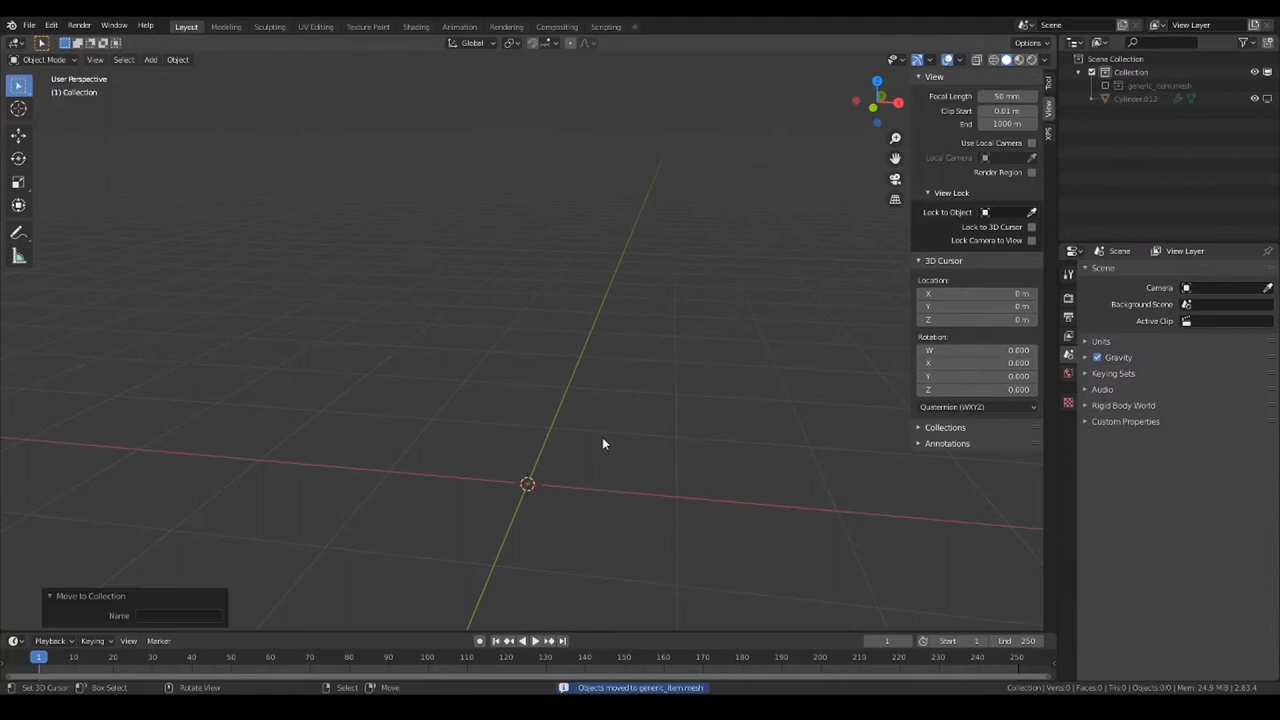 File Edit Render Window Help Layout Modeling Sculpting UV Editing Texture Paint Shading Animation Rendering Compositing Scripting Scene View Layer
Global Options
Object Mode View Select Add Object
User Perspective
(1) Collection
X
Z
View
Focal Length 50 mm
Clip Start 0.01 m
End 1000 m
Use Local Camera
Local Camera
Render Region
View Lock
Lock to Object
Lock to 3D Cursor
Lock Camera to View
3D Cursor
Location:
X 0 m
Y 0 m
Z 0 m
Rotation:
W 0.000
X 0.000
Y 0.000
Z 0.000
Quaternion (WXYZ)
Collections
Annotations
Tool
View
XPS
Scene Collection
Collection
generic_item.mesh
Cylinder.012
Scene View Layer
Scene
Camera
Background Scene
Active Clip
Units
Gravity
Keying Sets
Audio
Rigid Body World
Custom Properties
Move to Collection
Name
Playback Keying View Marker 1 Start 1 End 250
1 10 20 30 40 50 60 70 80 90 100 110 120 130 140 150 160 170 180 190 200 210 220 230 240 250
Set 3D Cursor Box Select Rotate View Select Move Objects moved to generic_item.mesh Collection | Verts:0 | Faces:0 | Tris:0 | Objects:0/0 | Mem: 24.9 MiB | 2.83.4